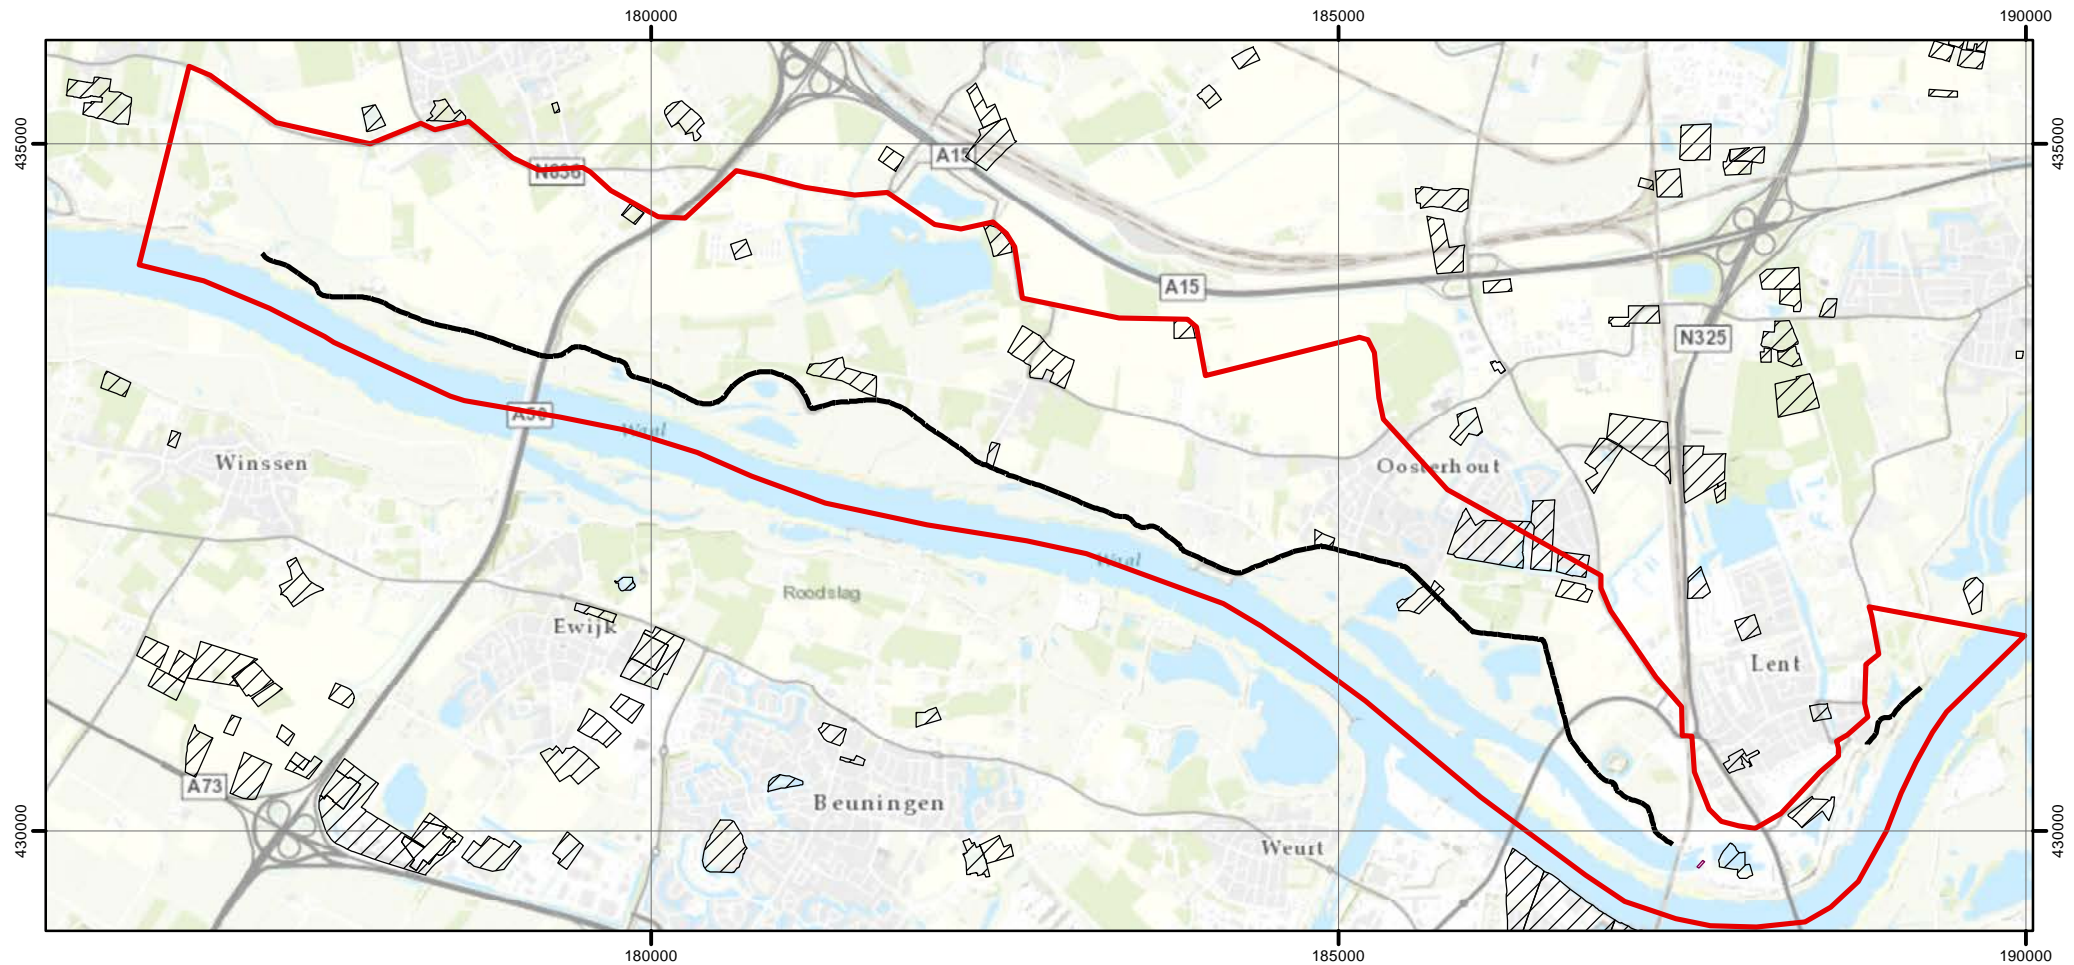 180000
185000
190000
435000
435000
A15
N836
A15
N325
A50
Waal
Winssen
Oosterhout
Waal
Roodslag
Ewijk
Lent
A73
Beuningen
430000
430000
Weurt
180000
185000
190000